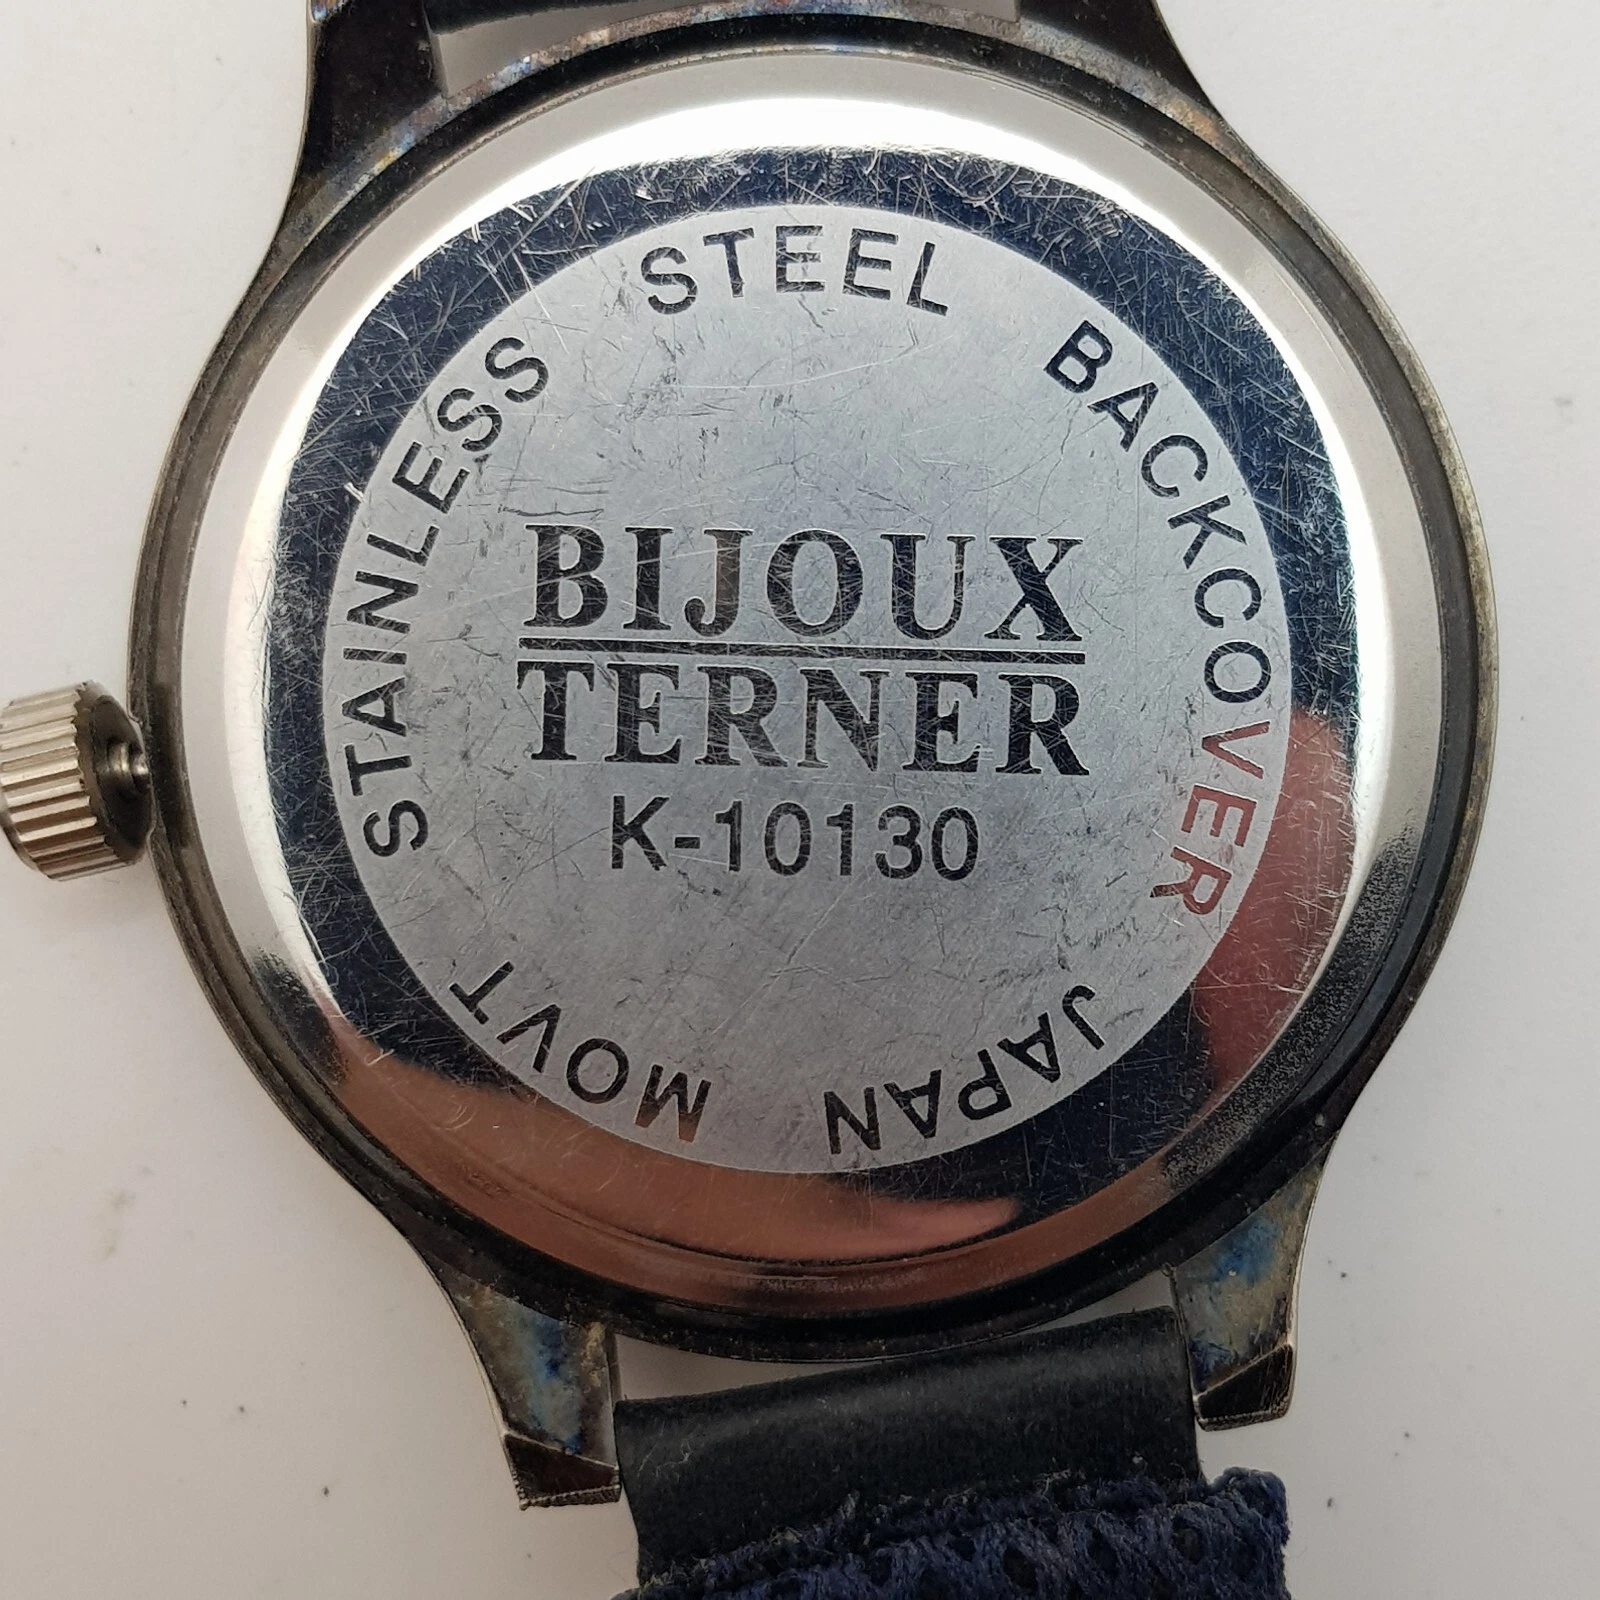 STAINLESS STEEL BACKCOVER
BIJOUX
TERNER
K-10130
JAPAN MOVT